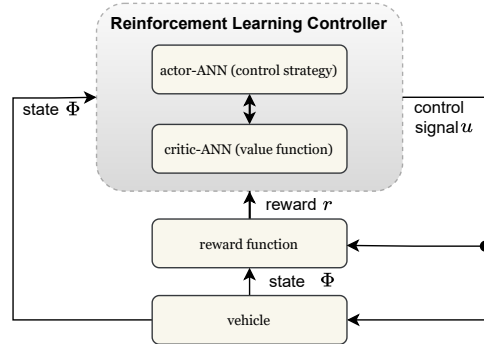 Reinforcement Learning Controller
actor-ANN (control strategy)
state Φ
control
signal u
critic-ANN (value function)
reward r
reward function
state Φ
vehicle